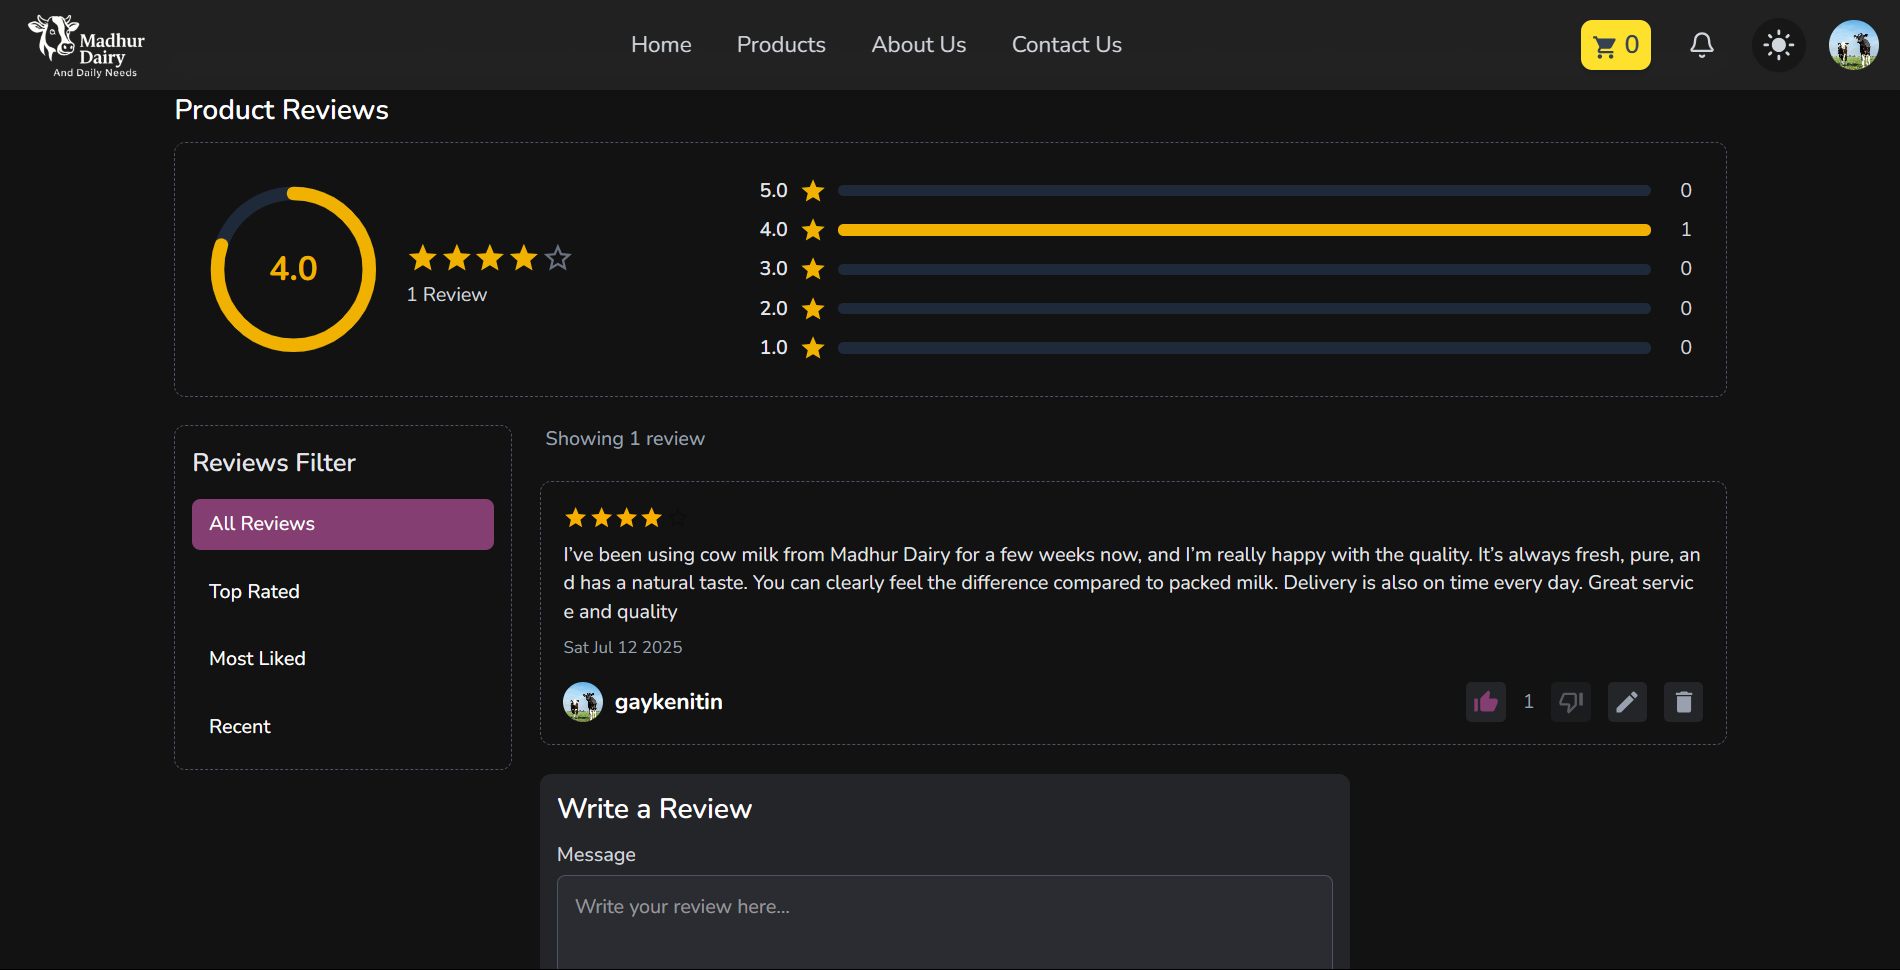 Madhur
Dairy
And Daily Needs
Home
Products
About Us
Contact Us
0
Product Reviews
4.0
1 Review
5.0
0
4.0
1
3.0
0
2.0
0
1.0
0
Reviews Filter
All Reviews
Top Rated
Most Liked
Recent
Showing 1 review
I’ve been using cow milk from Madhur Dairy for a few weeks now, and I’m really happy with the quality. It’s always fresh, pure, an
d has a natural taste. You can clearly feel the difference compared to packed milk. Delivery is also on time every day. Great servic
e and quality
Sat Jul 12 2025
gaykenitin
1
Write a Review
Message
Write your review here...